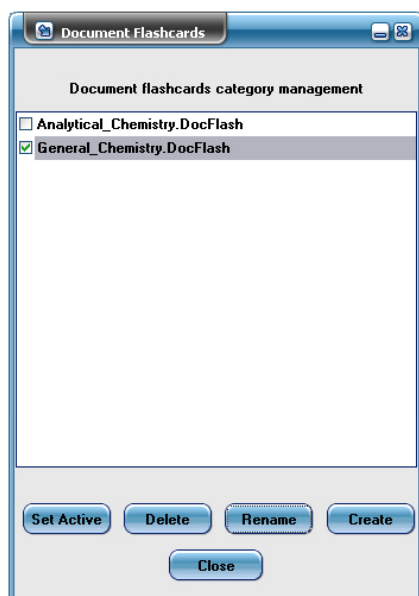 Document Flashcards
Document flashcards category management
Analytical_Chemistry.DocFlash
General_Chemistry.DocFlash
Set Active Delete Rename Create
Close